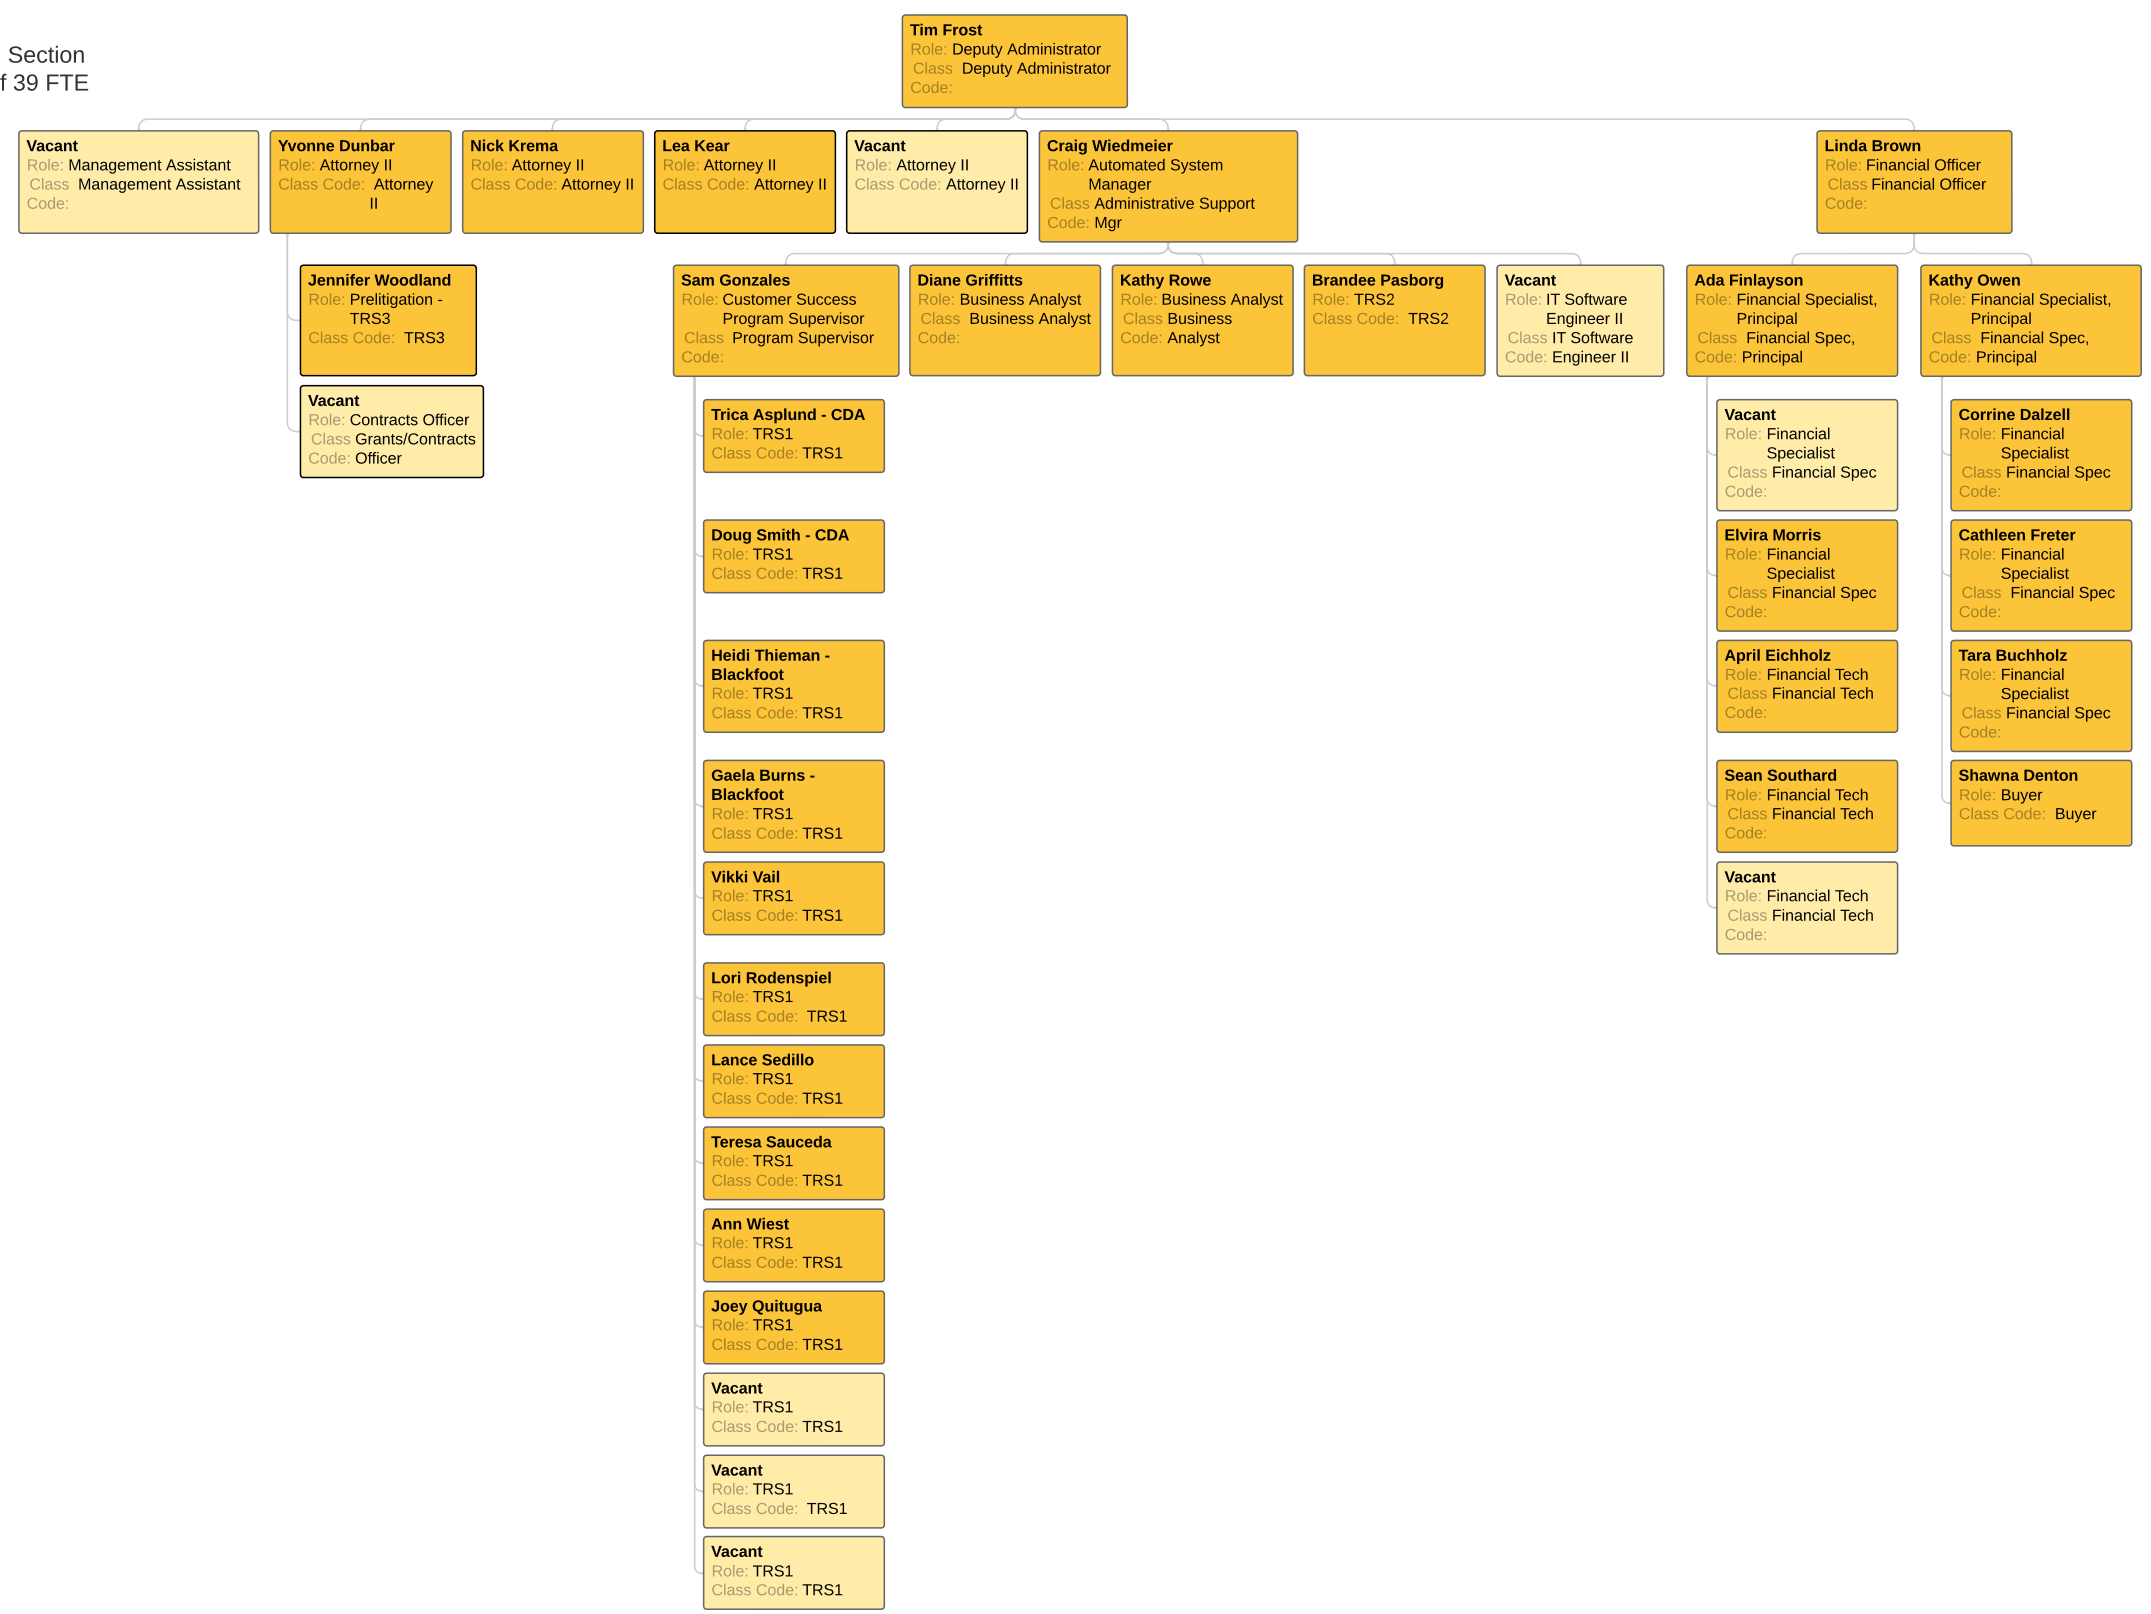 Section
f 39 FTE
Tim Frost
Role: Deputy Administrator
Class Deputy Administrator
Code:
Vacant
Role: Management Assistant
Class Management Assistant
Code:
Yvonne Dunbar
Role: Attorney II
Class Code: Attorney
II
Nick Krema
Role: Attorney II
Class Code: Attorney II
Lea Kear
Role: Attorney II
Class Code: Attorney II
Vacant
Role: Attorney II
Class Code: Attorney II
Craig Wiedmeier
Role: Automated System
Manager
Class Administrative Support
Code: Mgr
Linda Brown
Role: Financial Officer
Class Financial Officer
Code:
Jennifer Woodland
Role: Prelitigation -
TRS3
Class Code: TRS3
Vacant
Role: Contracts Officer
Class Grants/Contracts
Code: Officer
Sam Gonzales
Role: Customer Success
Program Supervisor
Class Program Supervisor
Code:
Diane Griffitts
Role: Business Analyst
Class Business Analyst
Code:
Kathy Rowe
Role: Business Analyst
Class Business
Code: Analyst
Brandee Pasborg
Role: TRS2
Class Code: TRS2
Vacant
Role: IT Software
Engineer II
Class IT Software
Code: Engineer II
Ada Finlayson
Role: Financial Specialist,
Principal
Class Financial Spec,
Code: Principal
Kathy Owen
Role: Financial Specialist,
Principal
Class Financial Spec,
Code: Principal
Trica Asplund - CDA
Role: TRS1
Class Code: TRS1
Doug Smith - CDA
Role: TRS1
Class Code: TRS1
Heidi Thieman -
Blackfoot
Role: TRS1
Class Code: TRS1
Gaela Burns -
Blackfoot
Role: TRS1
Class Code: TRS1
Vikki Vail
Role: TRS1
Class Code: TRS1
Lori Rodenspiel
Role: TRS1
Class Code: TRS1
Lance Sedillo
Role: TRS1
Class Code: TRS1
Teresa Sauceda
Role: TRS1
Class Code: TRS1
Ann Wiest
Role: TRS1
Class Code: TRS1
Joey Quitugua
Role: TRS1
Class Code: TRS1
Vacant
Role: TRS1
Class Code: TRS1
Vacant
Role: TRS1
Class Code: TRS1
Vacant
Role: TRS1
Class Code: TRS1
Vacant
Role: Financial
Specialist
Class Financial Spec
Code:
Elvira Morris
Role: Financial
Specialist
Class Financial Spec
Code:
April Eichholz
Role: Financial Tech
Class Financial Tech
Code:
Sean Southard
Role: Financial Tech
Class Financial Tech
Code:
Vacant
Role: Financial Tech
Class Financial Tech
Code:
Corrine Dalzell
Role: Financial
Specialist
Class Financial Spec
Code:
Cathleen Freter
Role: Financial
Specialist
Class Financial Spec
Code:
Tara Buchholz
Role: Financial
Specialist
Class Financial Spec
Code:
Shawna Denton
Role: Buyer
Class Code: Buyer